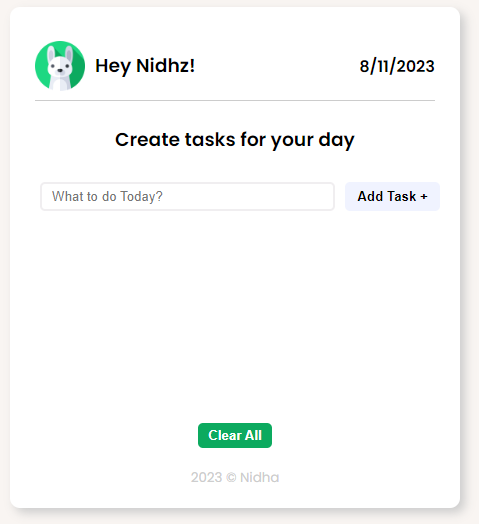 Hey Nidhz! 8/11/2023
Create tasks for your day
What to do Today? Add Task +
Clear All
2023 © Nidha